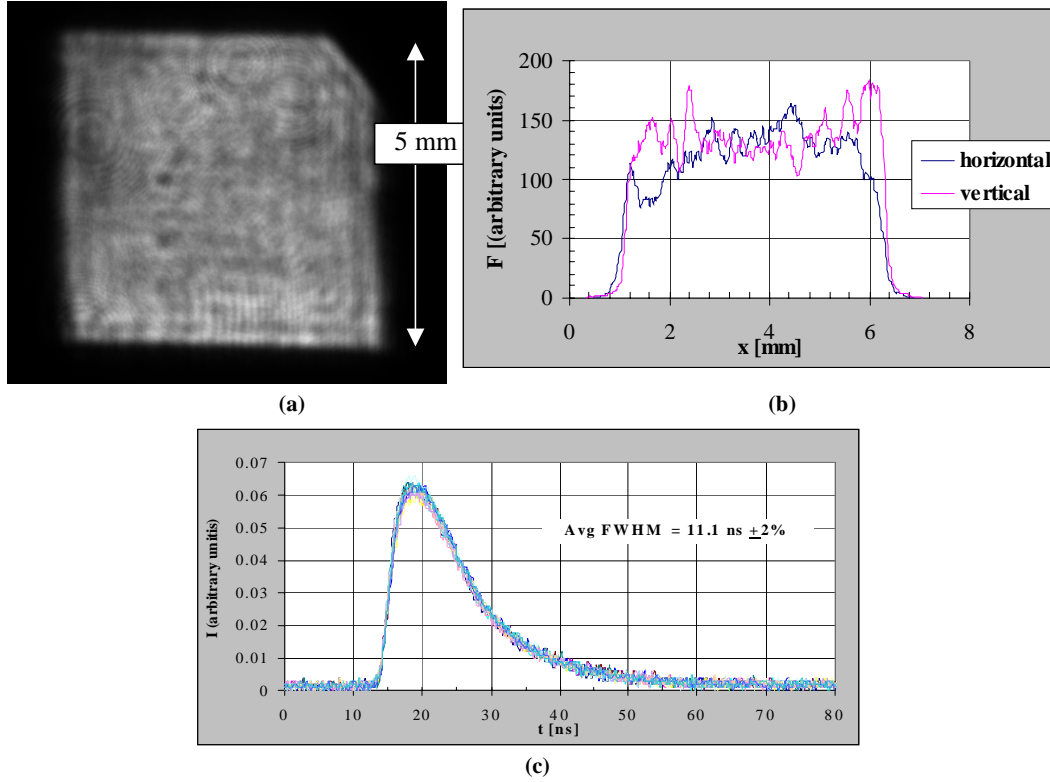 5 mm
200
150
100
50
0
F [(arbitrary units)
0 2 4 6 8
x [mm]
horizontal
vertical
(a)
(b)
0.07
0.06
0.05
0.04
0.03
0.02
0.01
0
I (arbitrary unitis)
Avg FWHM = 11.1 ns ±2%
0 10 20 30 40 50 60 70 80
t [ns]
(c)